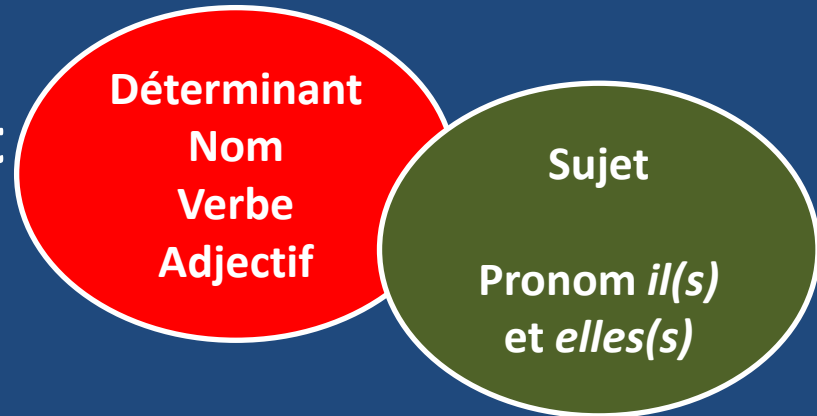 Déterminant
Nom
Verbe
Adjectif
Sujet
Pronom il(s)
et elles(s)